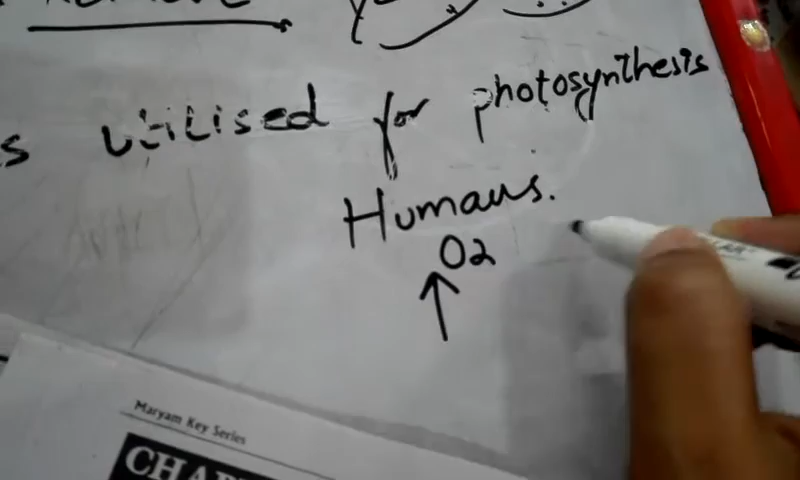 s utilised for photosynthesis
Humans.
O2
Maryam Key Series
CHA